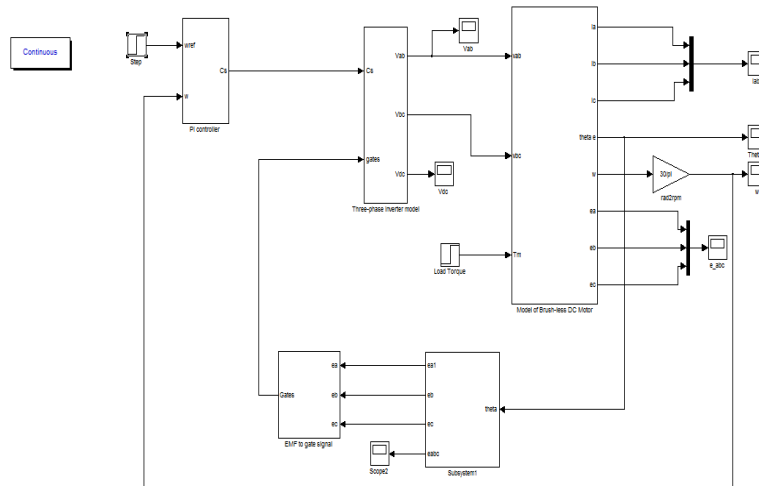 Continuous
Step
wref
w
Cs
PI controller
Cs
gates
Vab
Vbc
Vdc
Three-phase inverter model
Vab
Vdc
vab
vbc
Tm
Ia
Ib
Ic
theta e
w
ea
eb
ec
Model of Brush-less DC Motor
Load Torque
30/pi
rad2rpm
Iab
Thet
w
e_abc
Gates
ea
eb
ec
EMF to gate signal
ea1
eb
ec
eabc
theta
Subsystem1
Scope2